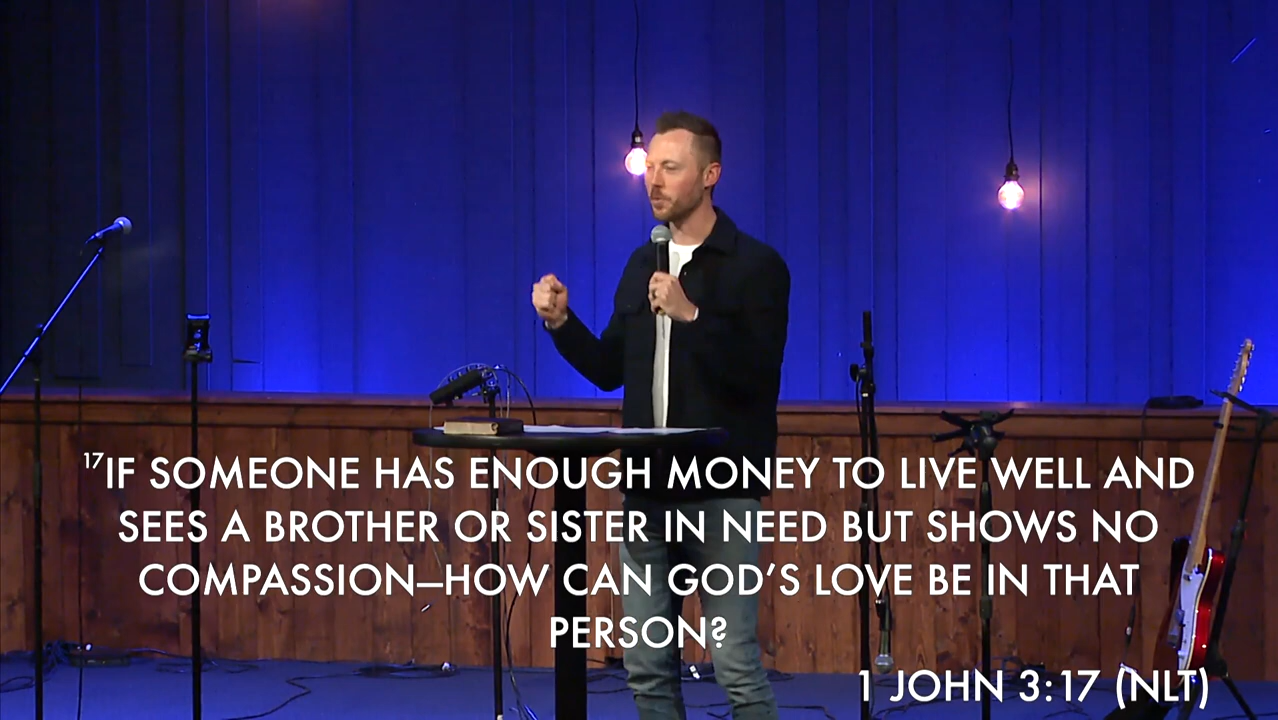 ¹⁷IF SOMEONE HAS ENOUGH MONEY TO LIVE WELL AND
SEES A BROTHER OR SISTER IN NEED BUT SHOWS NO
COMPASSION—HOW CAN GOD’S LOVE BE IN THAT
PERSON?
1 JOHN 3:17 (NLT)